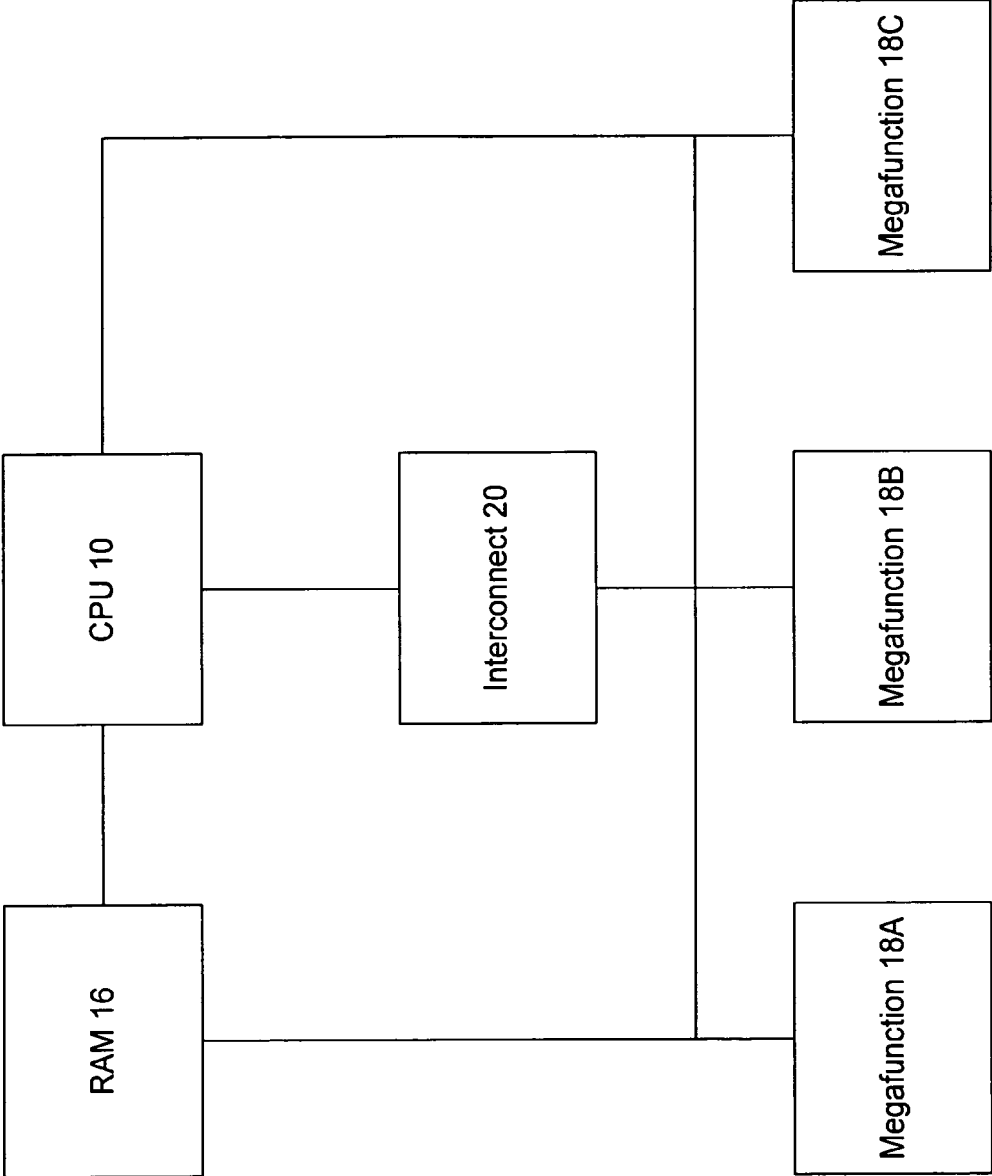 RAM 16
CPU 10
Interconnect 20
Megafunction 18A
Megafunction 18B
Megafunction 18C